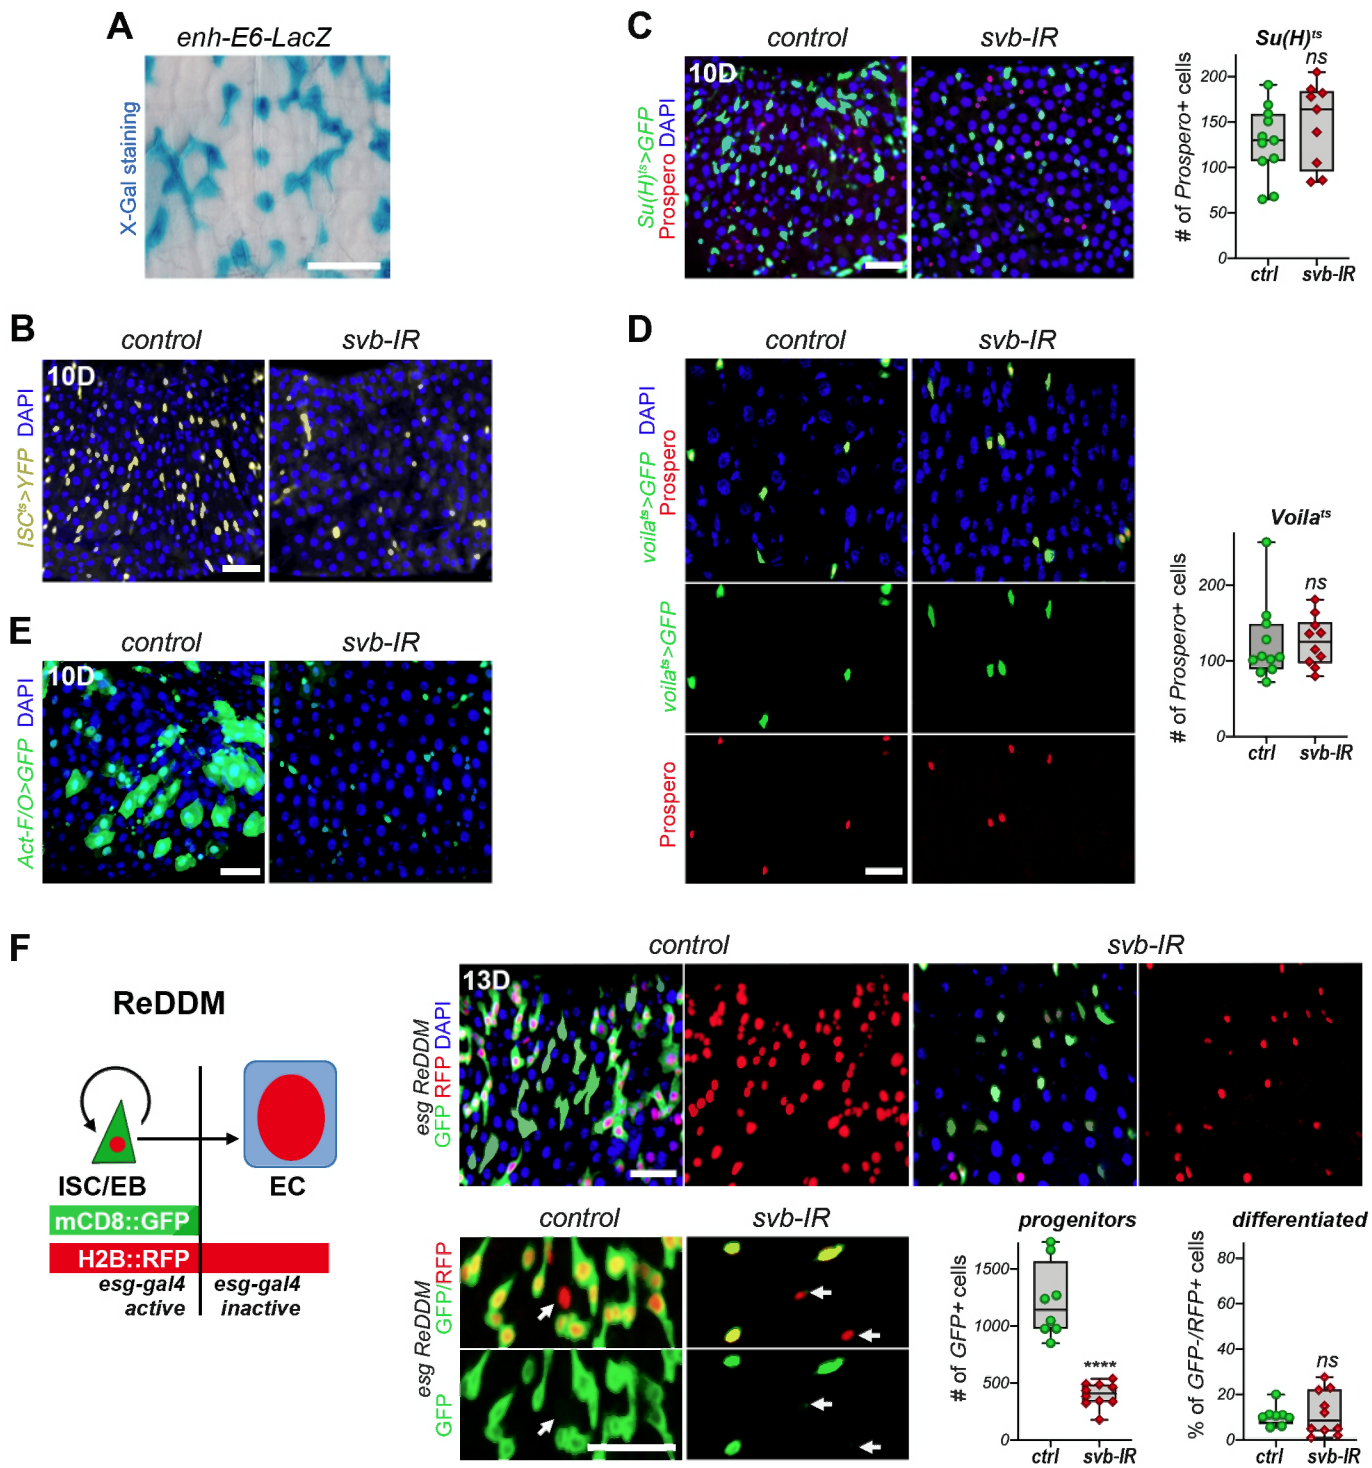 A
enh-E6-LacZ
X-Gal staining
B
control svb-IR
10D
ISCts>YFP DAPI
C
control svb-IR
10D
Su(H)ts>GFP
Prospero DAPI
Su(H)ts
ns
# of Prospero+ cells
200
150
100
50
0
ctrl svb-IR
D
control svb-IR
voilats>GFP DAPI
Prospero
voilats>GFP
Prospero
Voilats
ns
# of Prospero+ cells
200
100
0
ctrl svb-IR
E
control svb-IR
10D
Act-F/O>GFP DAPI
F
ReDDM
ISC/EB EC
mCD8::GFP
H2B::RFP
esg-gal4 esg-gal4
active inactive
control svb-IR
13D
esg ReDDM
GFP RFP DAPI
control svb-IR
esg ReDDM
GFP/RFP
GFP
progenitors
# of GFP+ cells
1500
1000
500
0
****
ctrl svb-IR
differentiated
% of GFP-/RFP+ cells
80
60
40
20
0
ns
ctrl svb-IR